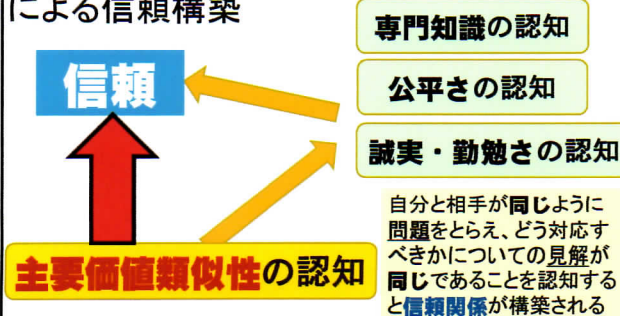 による信頼構築
専門知識の認知
信頼
公平さの認知
誠実・勤勉さの認知
自分と相手が同じように
問題をとらえ、どう対応す
べきかについての見解が
同じであることを認知する
と信頼関係が構築される
主要価値類似性の認知